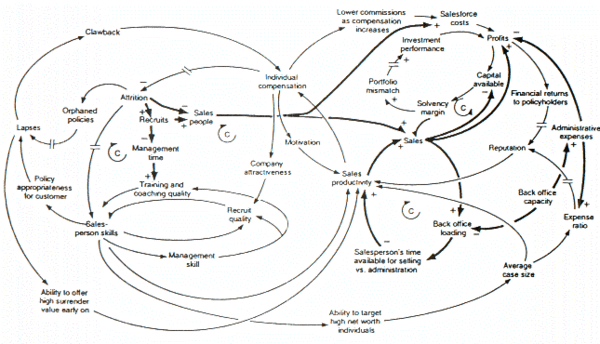 Clawback
Lower commissions
as compensation
increases
Salesforce
costs
Investment
performance
Profits
Individual
compensation
Portfolio
mismatch
Capital
available
Financial returns
to policyholders
Attrition
Orphaned
policies
Recruits
Sales
people
Solvency
margin
Lapses
C
C
C
Management
time
Motivation
Sales
Reputation
Administrative
expenses
Company
attractiveness
Policy
appropriateness
for customer
Training and
coaching quality
Sales
productivity
Back office
capacity
Sales-
person skills
Recruit
quality
C
Back office
loading
Expense
ratio
Management
skill
Salesperson's time
available for selling
vs. administration
Average
case size
Ability to offer
high surrender
value early on
Ability to target
high net worth
individuals